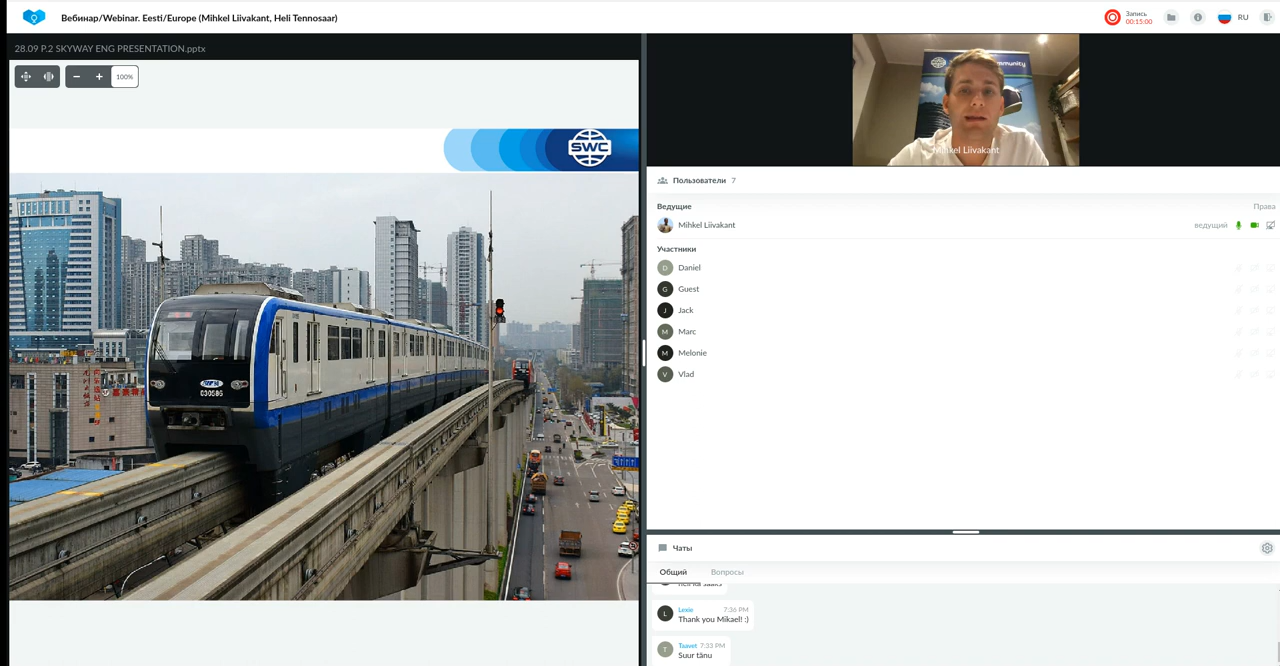 Вебинар/Webinar. Eesti/Europe (Mihkel Liivakant, Heli Tennosaar)
Запись
00:15:00
RU
28.09 P.2 SKYWAY ENG PRESENTATION.pptx
100%
SWC
030586
Mihkel Liivakant
Пользователи 7
Ведущие
Права
Mihkel Liivakant
ведущий
Участники
D
Daniel
G
Guest
J
Jack
M
Marc
M
Melonie
V
Vlad
Чаты
Общий
Вопросы
L
Lexie
7:36 PM
Thank you Mikael! :)
T
Taavet
7:33 PM
Suur tänu